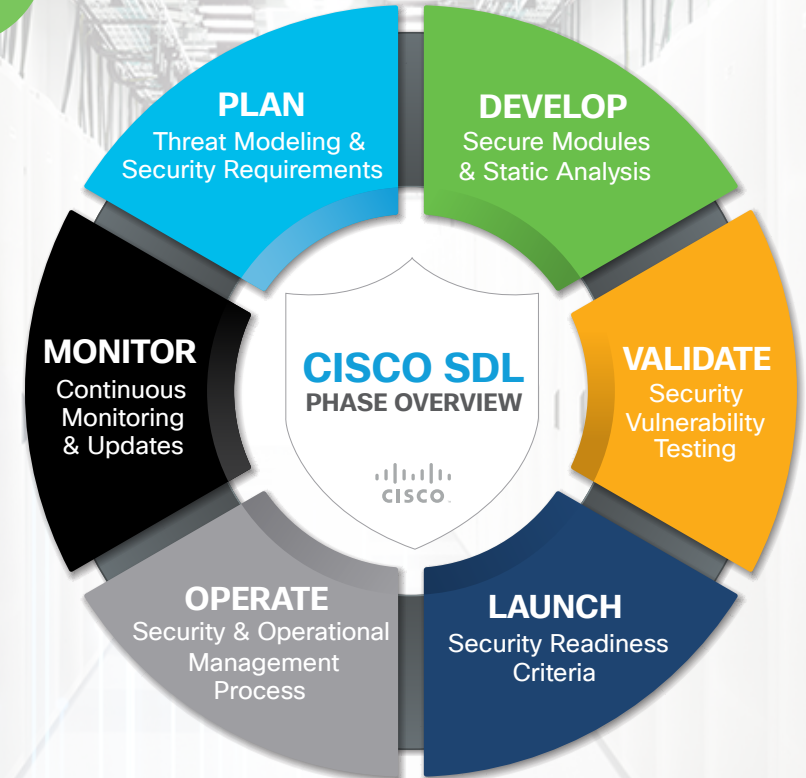 PLAN
Threat Modeling &
Security Requirements
DEVELOP
Secure Modules
& Static Analysis
VALIDATE
Security
Vulnerability
Testing
LAUNCH
Security Readiness
Criteria
OPERATE
Security & Operational
Management
Process
MONITOR
Continuous
Monitoring
& Updates
CISCO SDL
PHASE OVERVIEW
CISCO